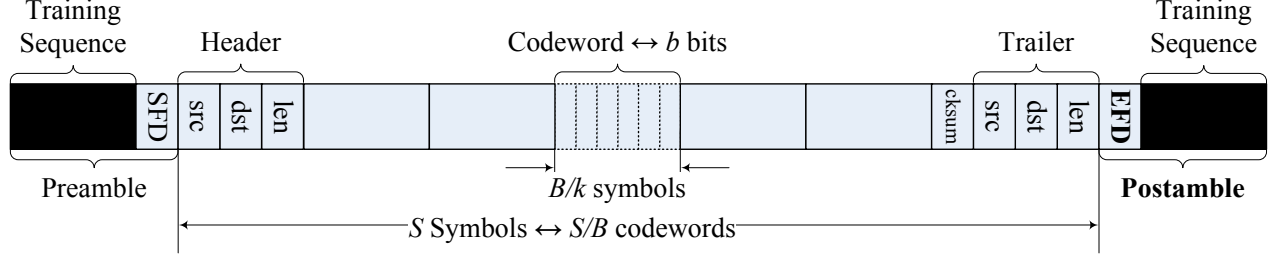 Training
Sequence
Header
Codeword ↔ b bits
Trailer
Training
Sequence
SFD
src
dst
len
cksum
src
dst
len
EFD
Preamble
B/k symbols
Postamble
S Symbols ↔ S/B codewords